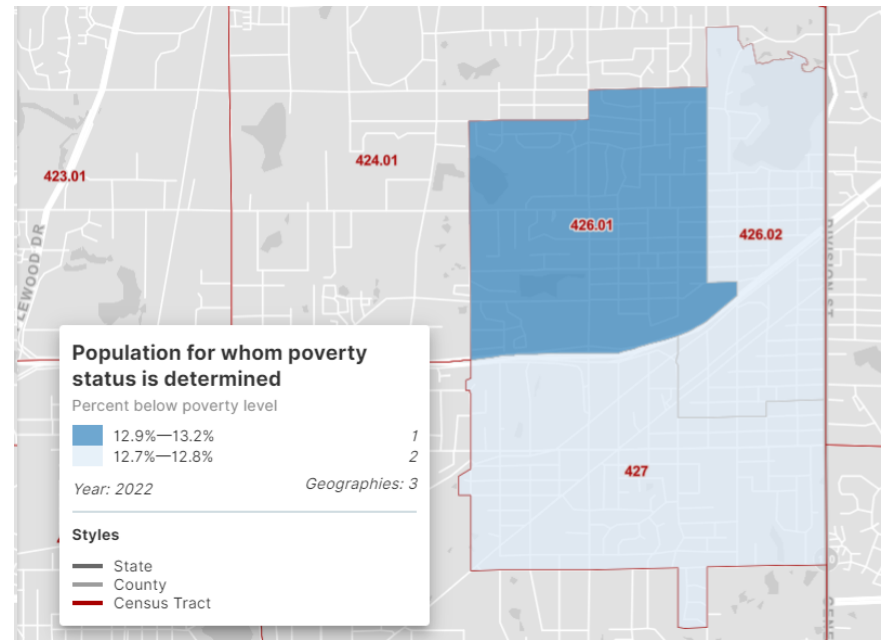 423.01
424.01
426.01
426.02
DIVISION ST
Population for whom poverty
status is determined
Percent below poverty level
12.9%—13.2% 1
12.7%—12.8% 2
Year: 2022 Geographies: 3
Styles
State
County
Census Tract
427